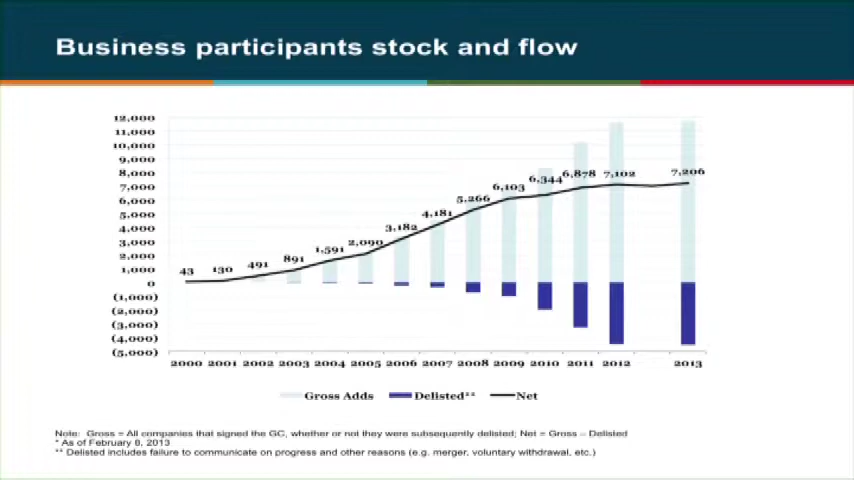 Business participants stock and flow
12,000
11,000
10,000
9,000
8,000
7,000
6,000
5,000
4,000
3,000
2,000
1,000
0
(1,000)
(2,000)
(3,000)
(4,000)
(5,000)
43 130 491 891 1,591 2,090 3,182 4,181 5,266 6,103 6,344 6,878 7,102 7,206
2000 2001 2002 2003 2004 2005 2006 2007 2008 2009 2010 2011 2012 2013
Gross Adds Delisted** Net
Note: Gross = All companies that signed the GC, whether or not they were subsequently delisted; Net = Gross – Delisted
* As of February 8, 2013
** Delisted includes failure to communicate on progress and other reasons (e.g. merger, voluntary withdrawal, etc.)